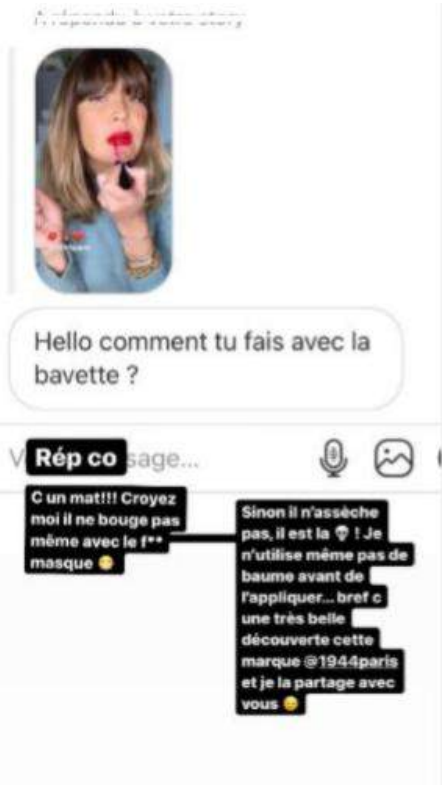 Hello comment tu fais avec la
bavette ?
Rép co sage...
C un mat!!! Croyez
moi il ne bouge pas
même avec le f**
masque 😷
Sinon il n'assèche
pas, il est la 💀 ! Je
n'utilise même pas de
baume avant de
l'appliquer... bref c
une très belle
découverte cette
marque @1944paris
et je la partage avec
vous 😊